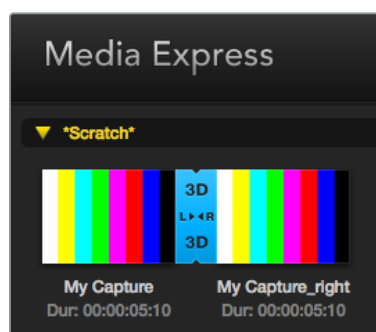 Media Express
*Scratch*
3D
L R
3D
My Capture My Capture_right
Dur: 00:00:05:10 Dur: 00:00:05:10